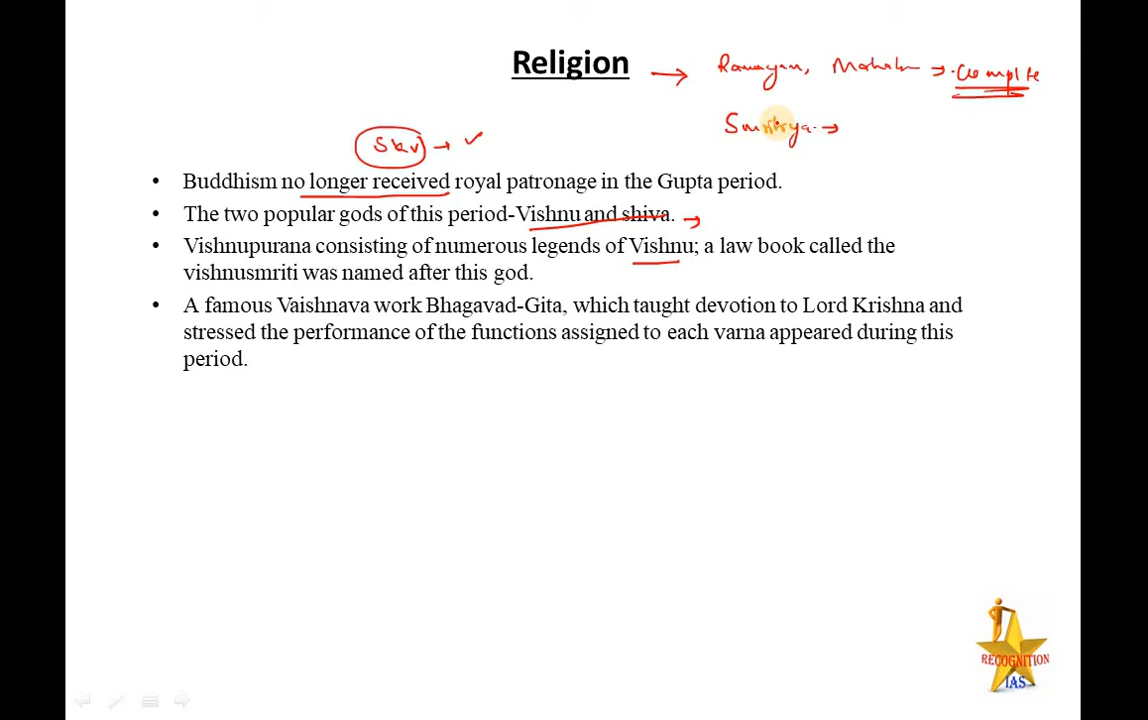 Religion → Ramayan, Mahabh → Complete
Smritiya →
Skv → ✓
• Buddhism no longer received royal patronage in the Gupta period.
• The two popular gods of this period-Vishnu and shiva. →
• Vishnupurana consisting of numerous legends of Vishnu; a law book called the
vishnusmriti was named after this god.
• A famous Vaishnava work Bhagavad-Gita, which taught devotion to Lord Krishna and
stressed the performance of the functions assigned to each varna appeared during this
period.
RECOGNITION
IAS